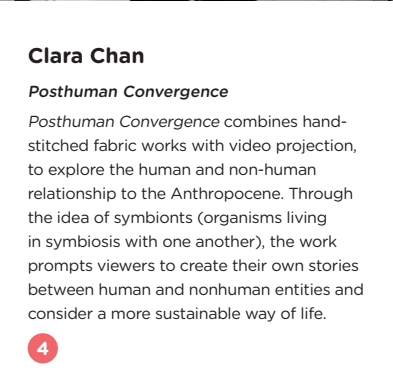 Clara Chan
Posthuman Convergence
Posthuman Convergence combines hand-
stitched fabric works with video projection,
to explore the human and non-human
relationship to the Anthropocene. Through
the idea of symbionts (organisms living
in symbiosis with one another), the work
prompts viewers to create their own stories
between human and nonhuman entities and
consider a more sustainable way of life.
4